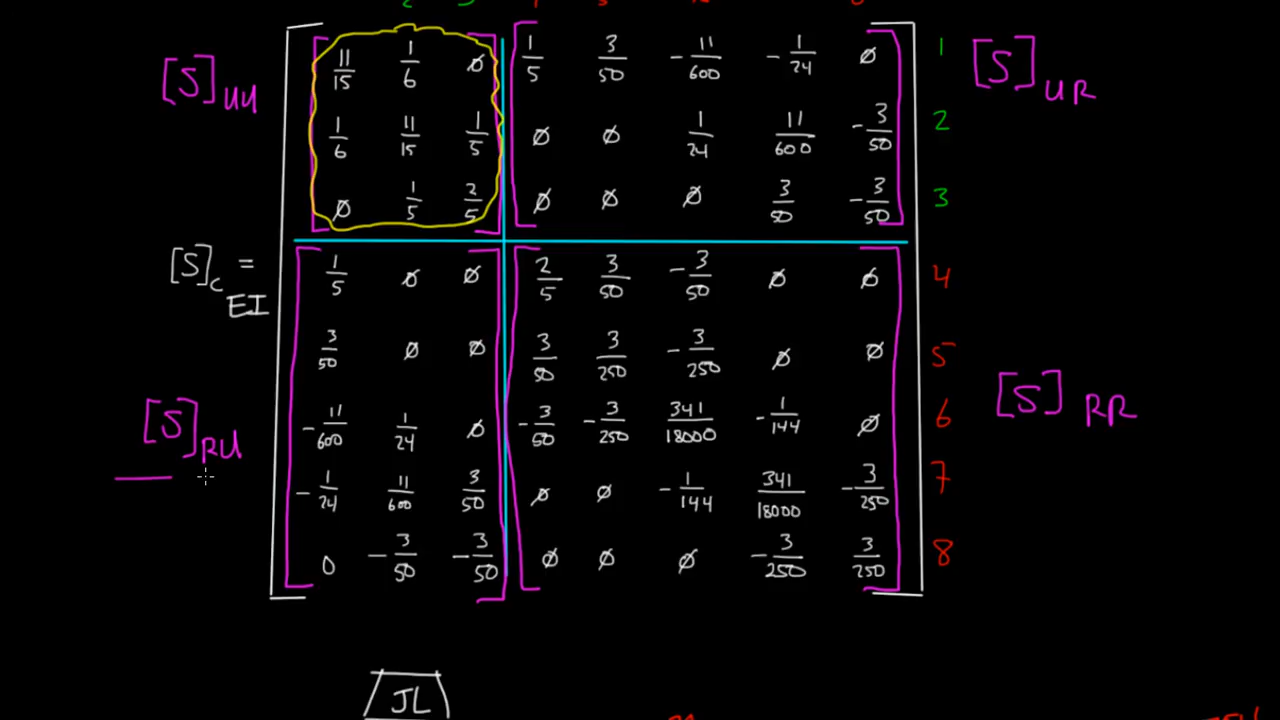 [S]UU 11/15 1/6 ∅ 1/5 3/50 -11/600 -1/24 ∅ 1 [S]UR
1/6 11/15 1/5 ∅ ∅ 1/24 11/600 -3/50 2
∅ 1/5 2/5 ∅ ∅ ∅ 3/50 -3/50 3
[S]C = EI 1/5 ∅ ∅ 2/5 3/50 -3/50 ∅ ∅ 4
3/50 ∅ ∅ 3/50 3/250 -3/250 ∅ ∅ 5
[S]RU -11/600 1/24 ∅ -3/50 -3/250 341/18000 -1/144 ∅ 6 [S]RR
-1/24 11/600 3/50 ∅ ∅ -1/144 341/18000 -3/250 7
0 -3/50 -3/50 ∅ ∅ ∅ -3/250 3/250 8
JL